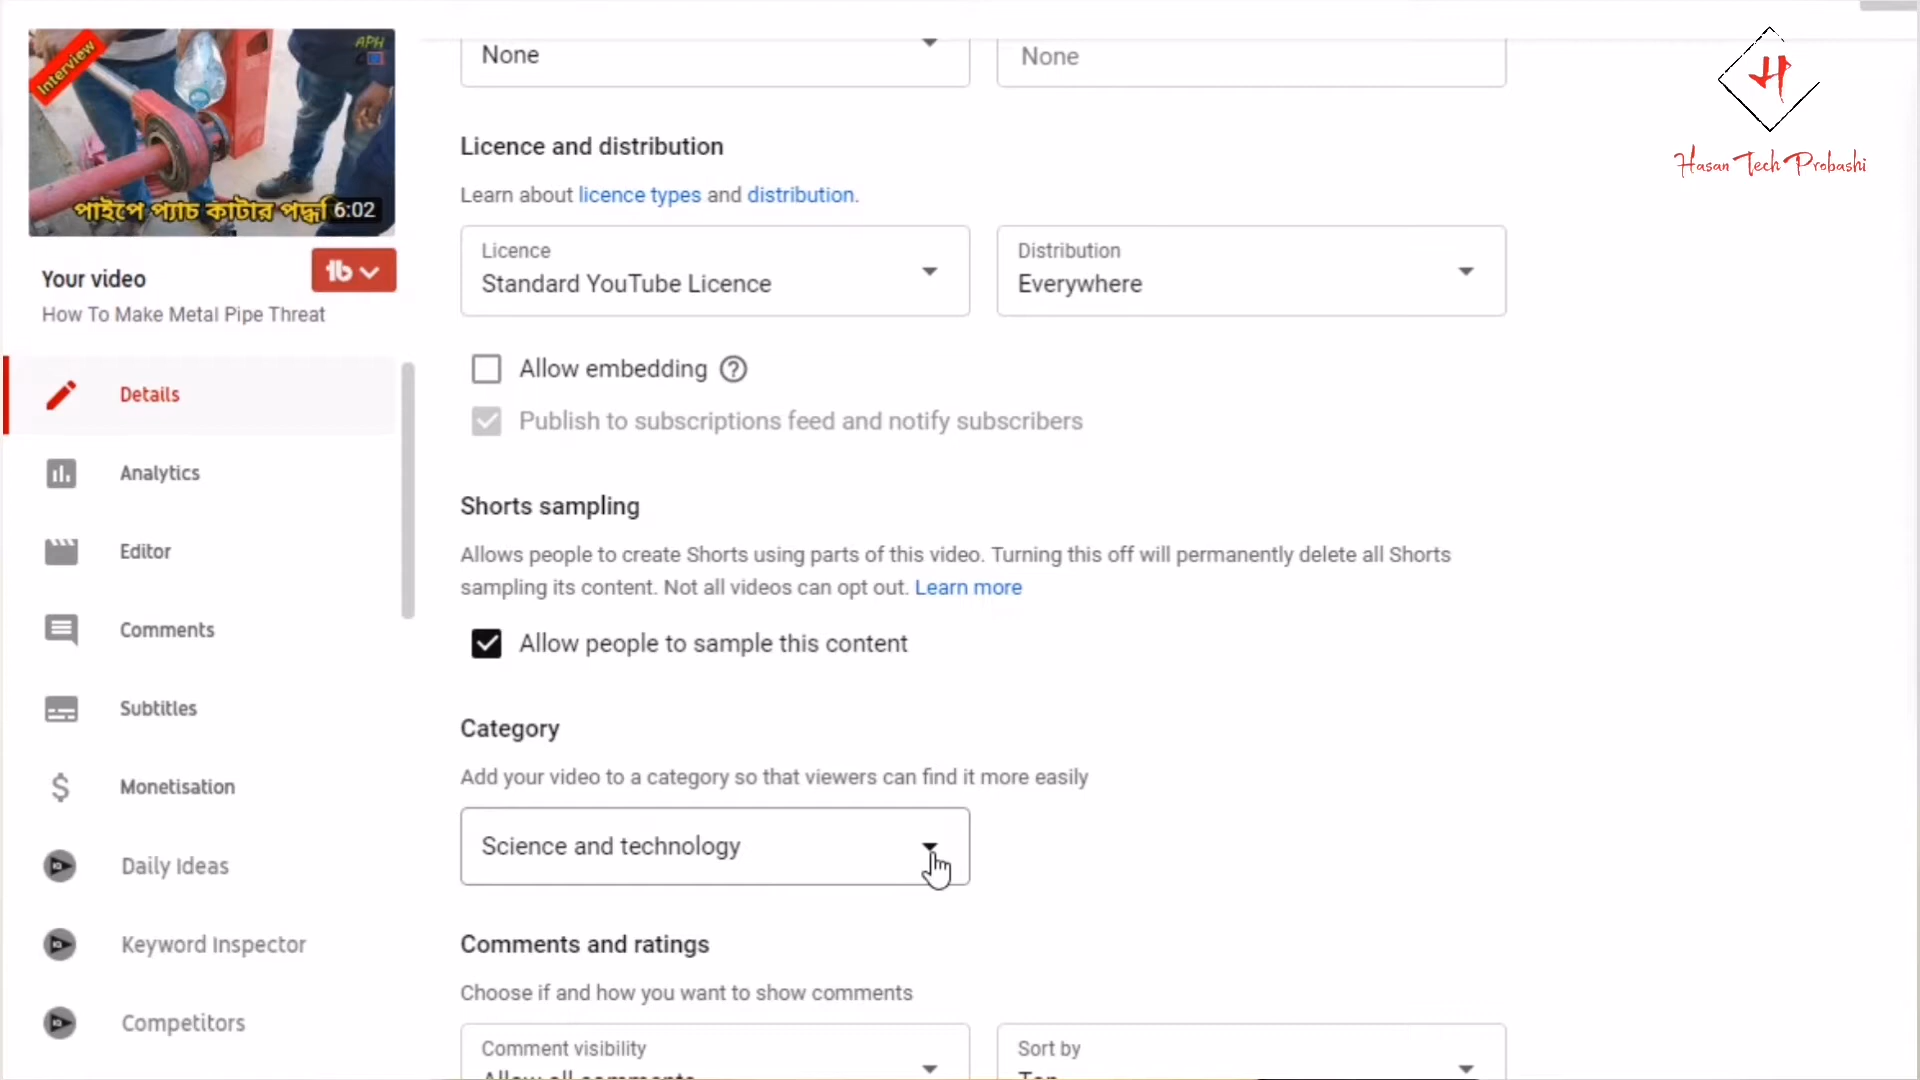 Interview
APH
পাইপে প্যাচ কাটার পদ্ধতি
6:02
Your video
How To Make Metal Pipe Threat
Details
Analytics
Editor
Comments
Subtitles
Monetisation
Daily Ideas
Keyword Inspector
Competitors
None
None
Licence and distribution
Learn about licence types and distribution.
Licence
Standard YouTube Licence
Distribution
Everywhere
Allow embedding
Publish to subscriptions feed and notify subscribers
Shorts sampling
Allows people to create Shorts using parts of this video. Turning this off will permanently delete all Shorts
sampling its content. Not all videos can opt out. Learn more
Allow people to sample this content
Category
Add your video to a category so that viewers can find it more easily
Science and technology
Comments and ratings
Choose if and how you want to show comments
Comment visibility
Allow all comments
Sort by
Top
H
Hasan Tech Probashi